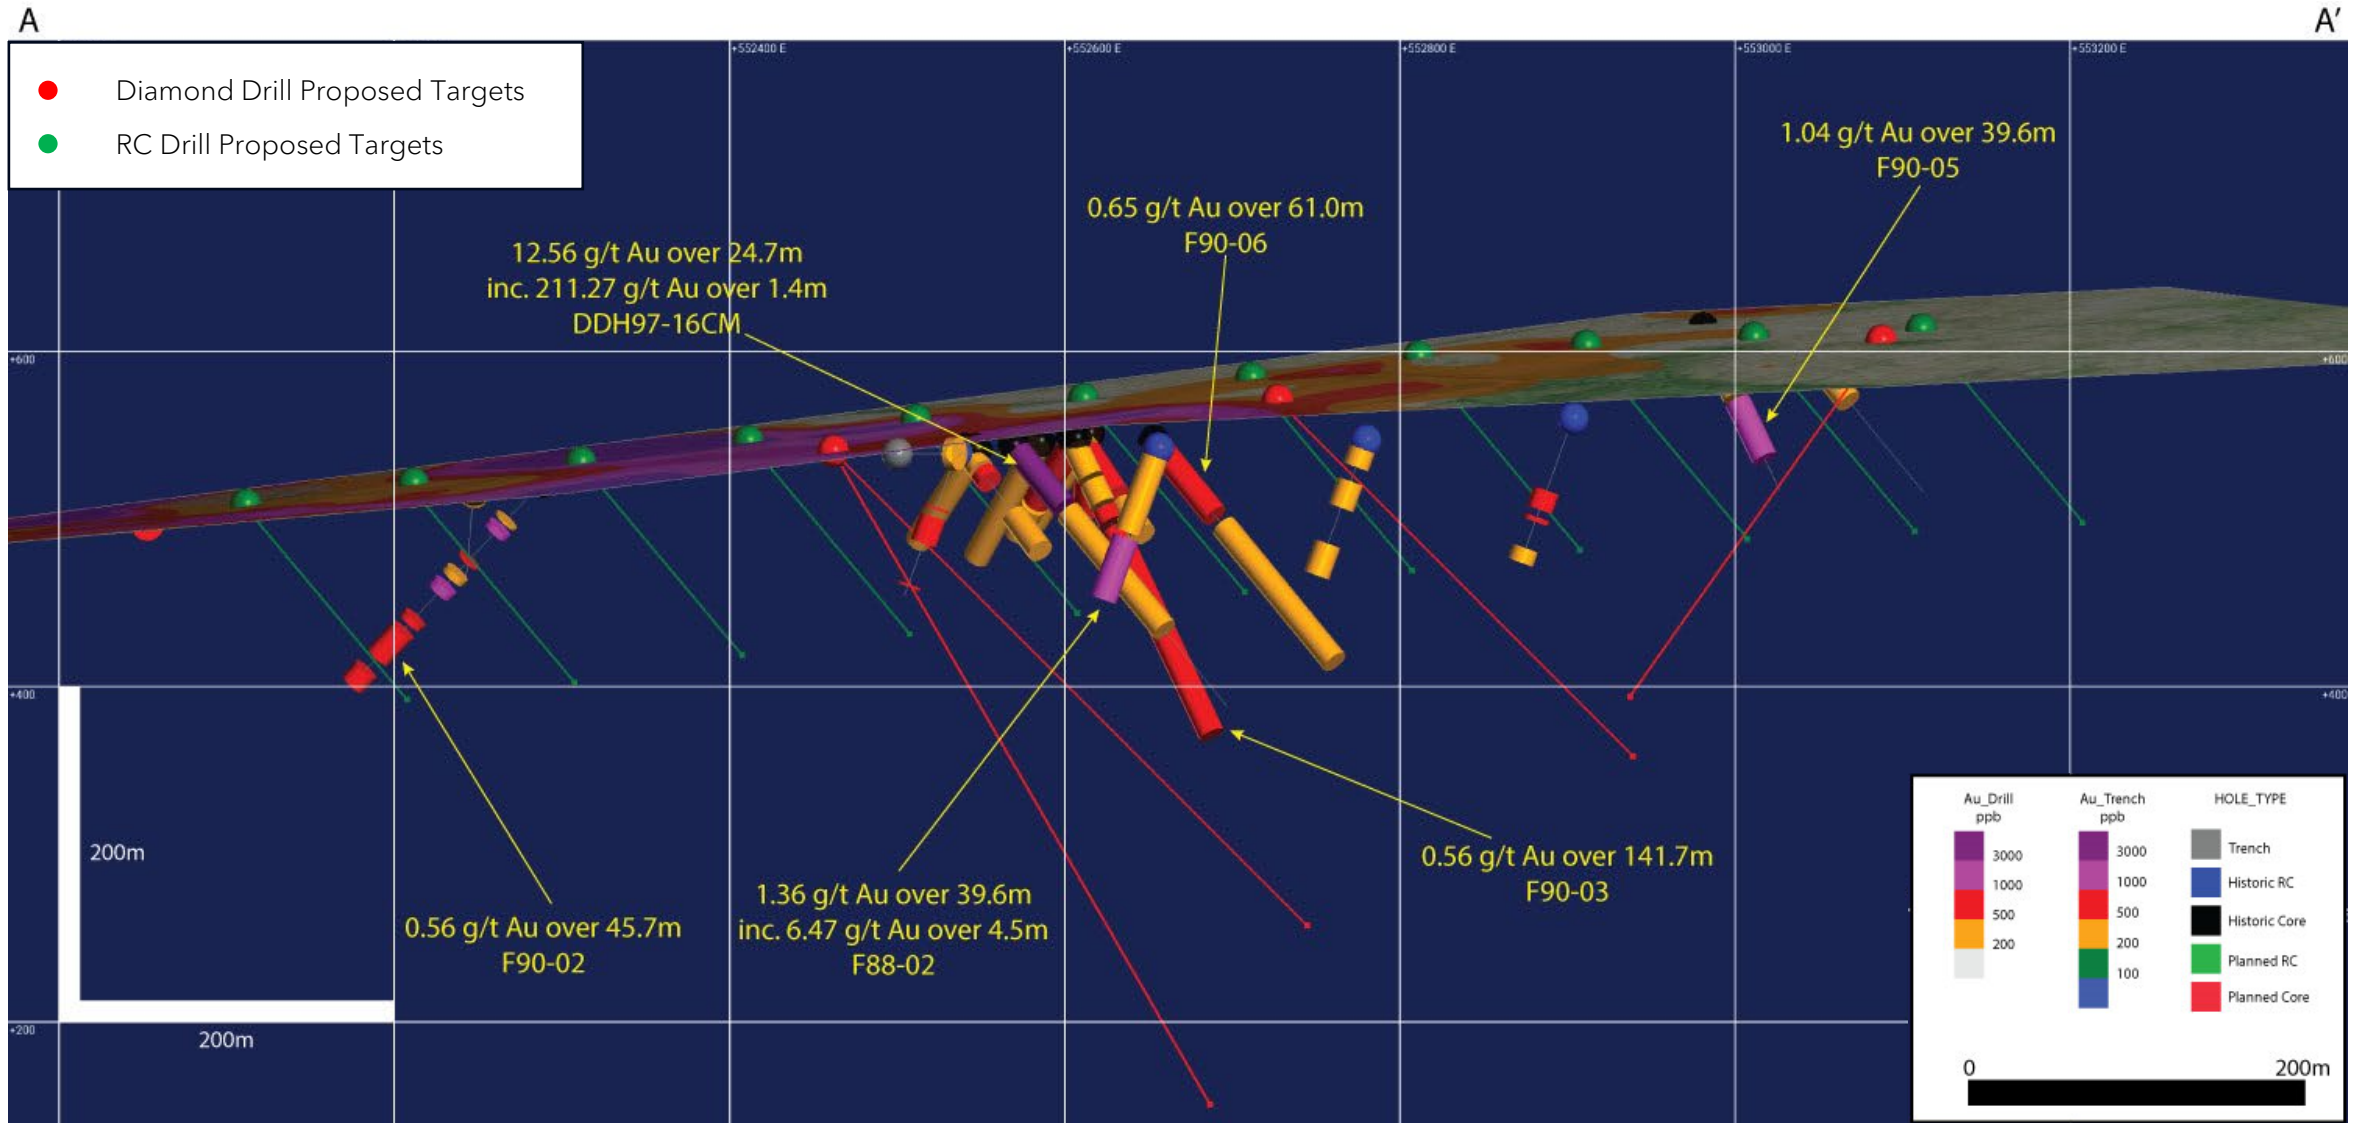 A
A'
Diamond Drill Proposed Targets
RC Drill Proposed Targets
+552400 E
+552600 E
+552800 E
+553000 E
+553200 E
1.04 g/t Au over 39.6m
F90-05
0.65 g/t Au over 61.0m
F90-06
12.56 g/t Au over 24.7m
inc. 211.27 g/t Au over 1.4m
DDH97-16CM
+600
+600
+400
+400
200m
200m
+200
0.56 g/t Au over 45.7m
F90-02
1.36 g/t Au over 39.6m
inc. 6.47 g/t Au over 4.5m
F88-02
0.56 g/t Au over 141.7m
F90-03
Au_Drill
ppb
3000
1000
500
200
Au_Trench
ppb
3000
1000
500
200
100
HOLE_TYPE
Trench
Historic RC
Historic Core
Planned RC
Planned Core
0 200m